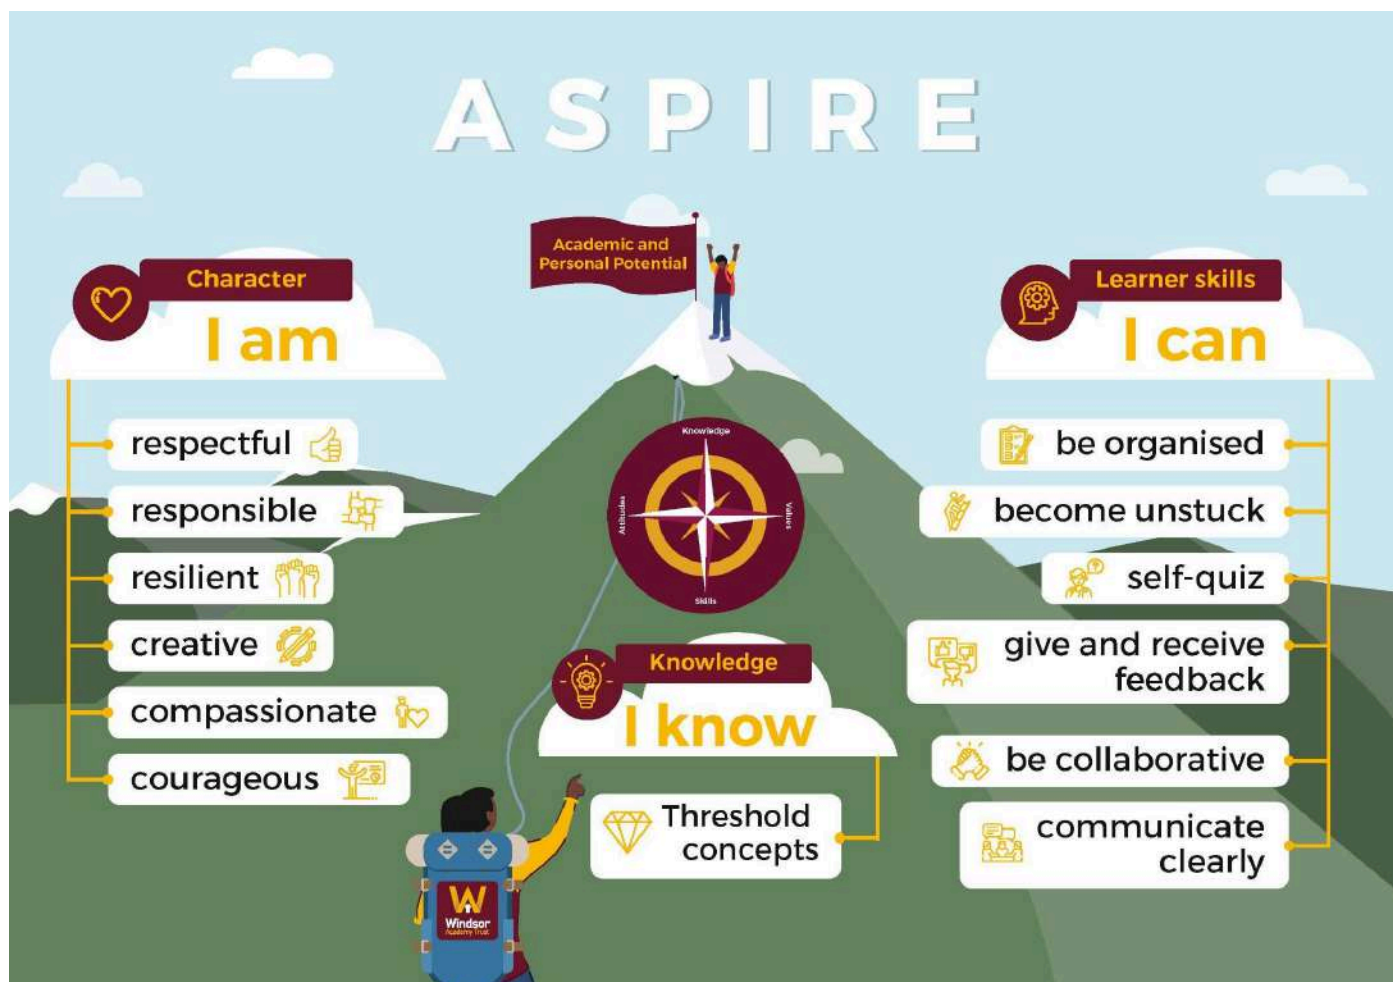 ASPIRE
Academic and
Personal Potential
Character
I am
respectful
responsible
resilient
creative
compassionate
courageous
Knowledge
Attitudes
Values
Skills
Knowledge
I know
Threshold
concepts
Learner skills
I can
be organised
become unstuck
self-quiz
give and receive
feedback
be collaborative
communicate
clearly
W
Windsor
Academy Trust